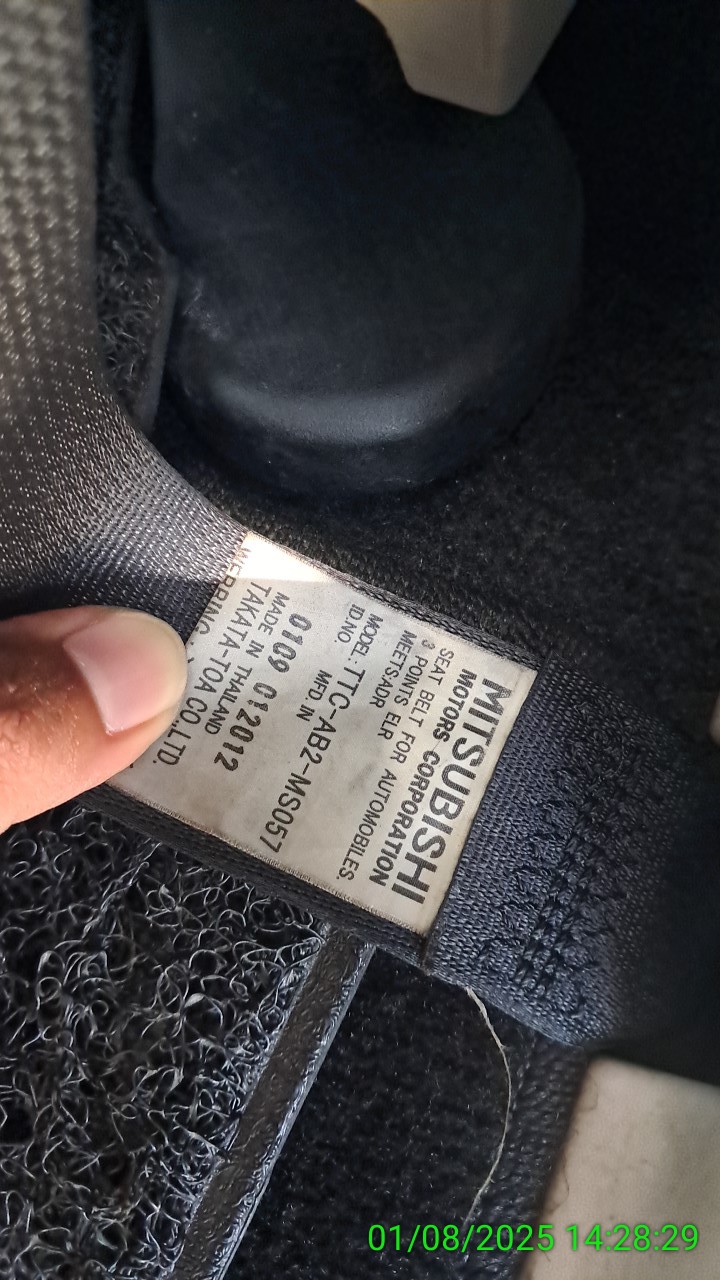 MITSUBISHI
MOTORS CORPORATION
SEAT BELT FOR AUTOMOBILES.
3 POINTS ELR
MEETS.ADR
MODEL: TTC-AB2-MS057
ID.NO. MFD IN
0109 012012
MADE IN THAILAND
TAKATA-TOA CO.,LTD.
WEBBING
01/08/2025 14:28:29